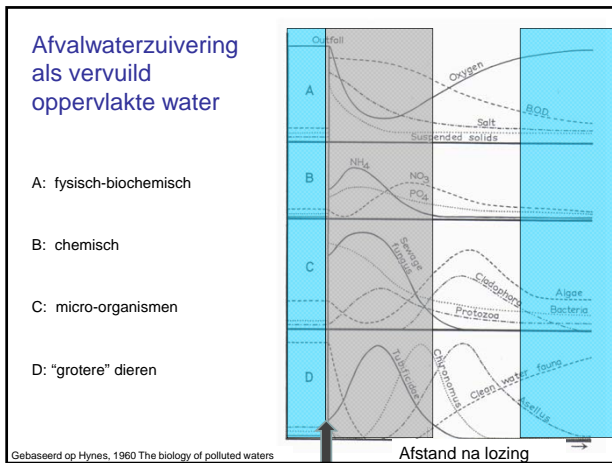 Afvalwaterzuivering
als vervuild
oppervlakte water
A: fysisch-biochemisch
B: chemisch
C: micro-organismen
D: “grotere” dieren
Gebaseerd op Hynes, 1960 The biology of polluted waters
Outfall
A
Oxygen
BOD
Salt
Suspended solids
B
NH4
NO3
PO4
C
Sewage fungus
Cladophora
Algae
Bacteria
Protozoa
D
Tubificidae
Chironomus
Clean water fauna
Asellus
Afstand na lozing